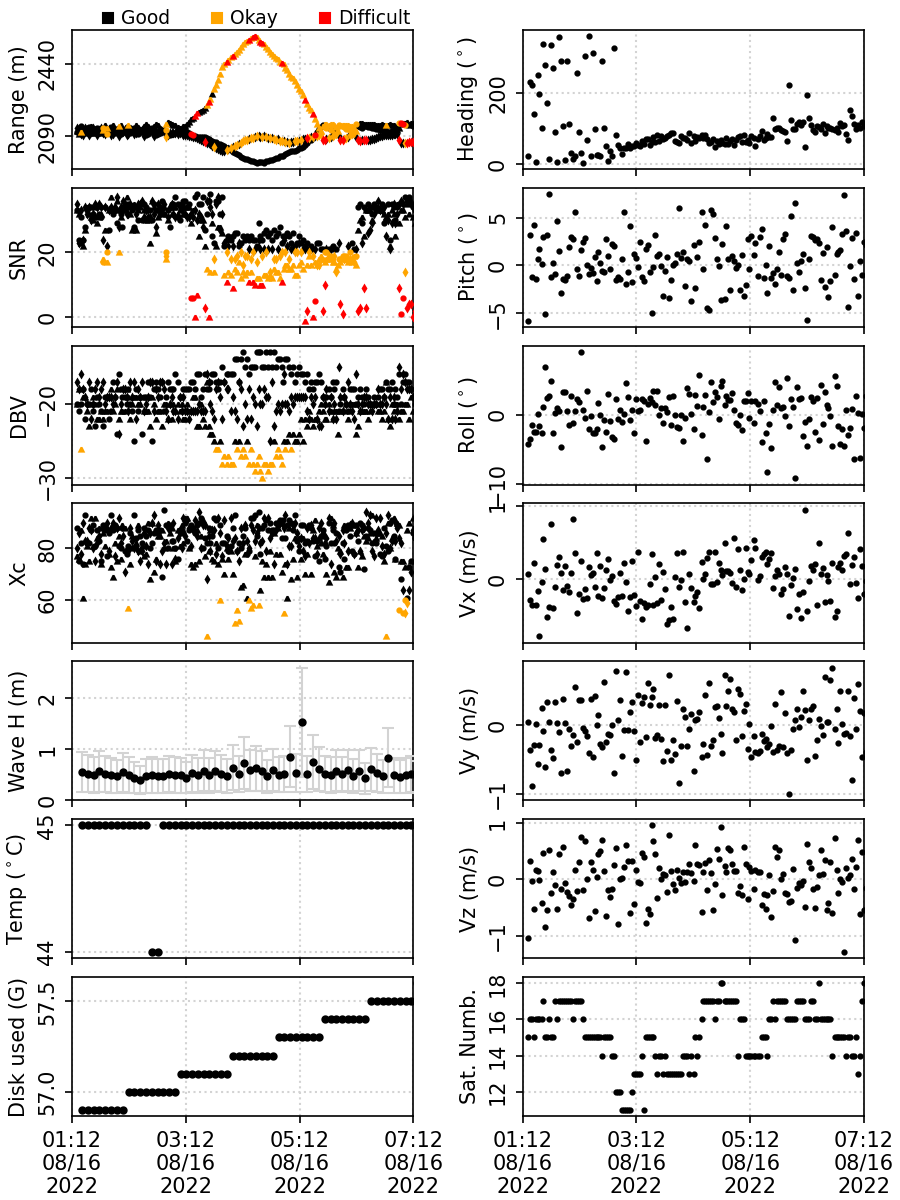 Good Okay Difficult
Range (m)
2440
2090
Heading (°)
200
0
SNR
20
0
Pitch (°)
5
0
−5
DBV
−20
−30
Roll (°)
0
−10
Xc
80
60
Vx (m/s)
1
0
Wave H (m)
2
1
0
Vy (m/s)
0
−1
Temp (°C)
45
44
Vz (m/s)
1
0
−1
Disk used (G)
57.5
57.0
Sat. Numb.
18
16
14
12
01:12 03:12 05:12 07:12 01:12 03:12 05:12 07:12
08/16 08/16 08/16 08/16 08/16 08/16 08/16 08/16
2022 2022 2022 2022 2022 2022 2022 2022